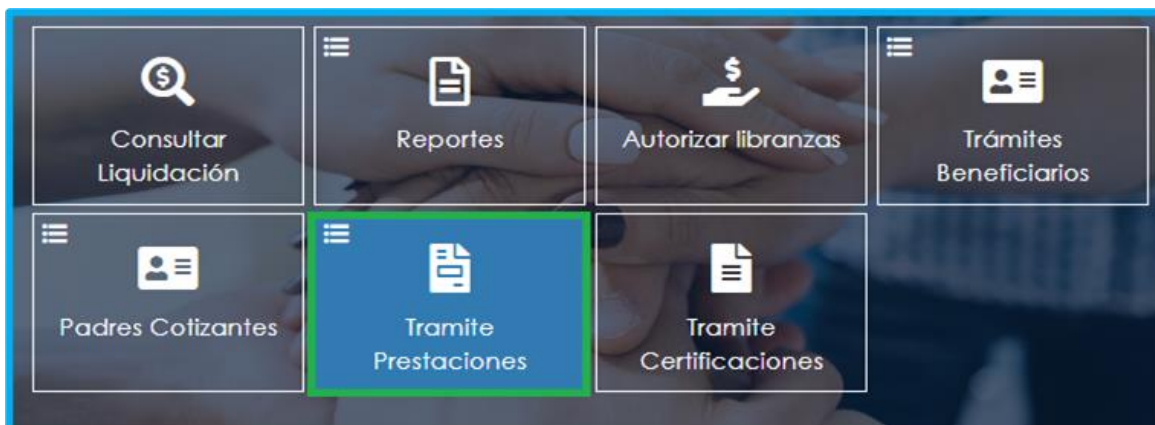 Consultar
Liquidación
Reportes
Autorizar libranzas
Trámites
Beneficiarios
Padres Cotizantes
Tramite
Prestaciones
Tramite
Certificaciones